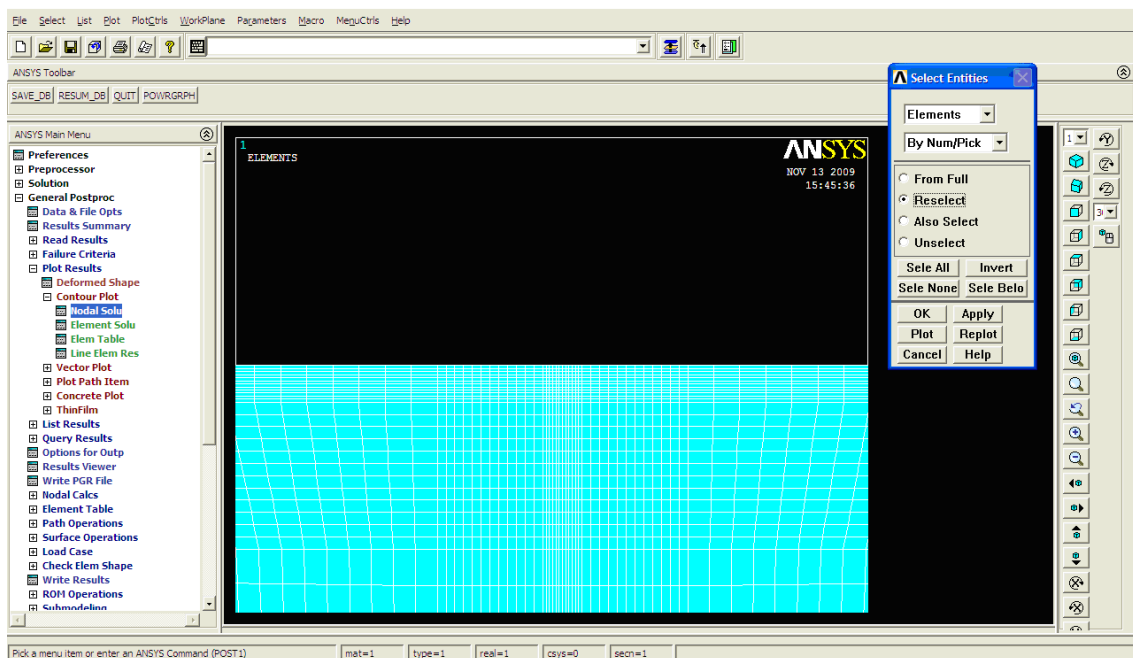 File Select List Plot PlotCtrls WorkPlane Parameters Macro MenuCtrls Help
ANSYS Toolbar
SAVE_DB RESUM_DB QUIT POWRGRPH
ANSYS Main Menu
Preferences
Preprocessor
Solution
General Postproc
Data & File Opts
Results Summary
Read Results
Failure Criteria
Plot Results
Deformed Shape
Contour Plot
Nodal Solu
Element Solu
Elem Table
Line Elem Res
Vector Plot
Plot Path Item
Concrete Plot
ThinFilm
List Results
Query Results
Options for Outp
Results Viewer
Write PGR File
Nodal Calcs
Element Table
Path Operations
Surface Operations
Load Case
Check Elem Shape
Write Results
ROM Operations
Submodeling
1
ELEMENTS
ANSYS
NOV 13 2009
15:45:36
Select Entities
Elements
By Num/Pick
From Full
Reselect
Also Select
Unselect
Sele All Invert
Sele None Sele Belo
OK Apply
Plot Replot
Cancel Help
1
Pick a menu item or enter an ANSYS Command (POST1) mat=1 type=1 real=1 csys=0 secn=1